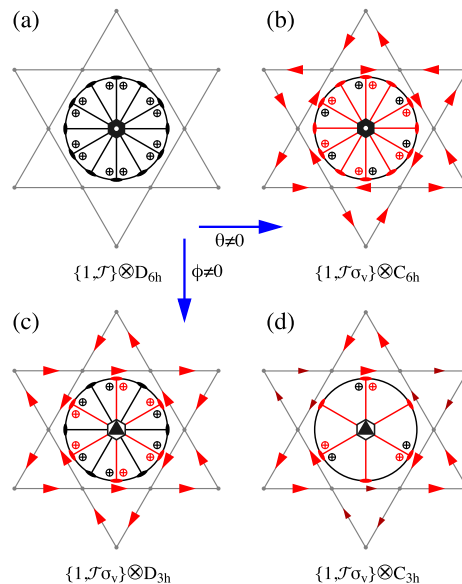 (a)
(b)
θ≠0
{1,𝒯}⊗D₆ₕ
ϕ≠0
{1,𝒯σᵥ}⊗C₆ₕ
(c)
(d)
{1,𝒯σᵥ}⊗D₃ₕ
{1,𝒯σᵥ}⊗C₃ₕ